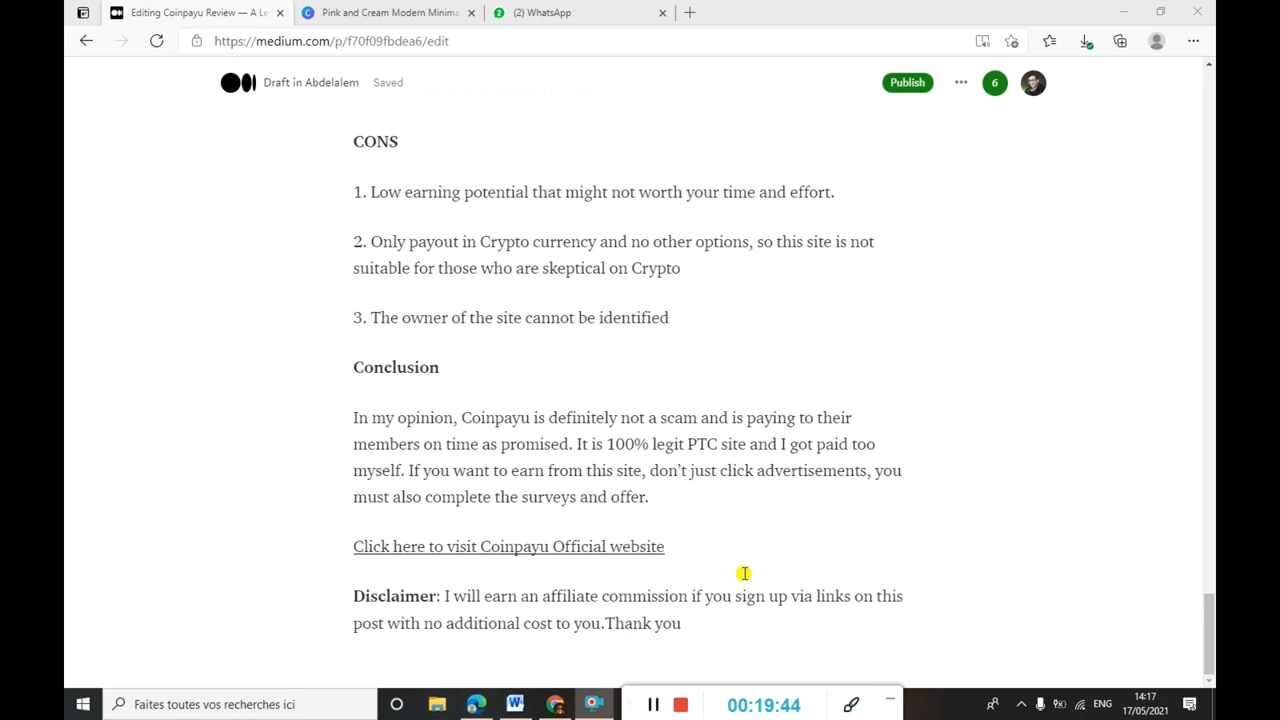 Editing Coinpayu Review — A Le
Pink and Cream Modern Minima
(2) WhatsApp
https://medium.com/p/f70f09fbdea6/edit
Draft in Abdelalem
Saved
Publish
6
CONS
1. Low earning potential that might not worth your time and effort.
2. Only payout in Crypto currency and no other options, so this site is not
suitable for those who are skeptical on Crypto
3. The owner of the site cannot be identified
Conclusion
In my opinion, Coinpayu is definitely not a scam and is paying to their
members on time as promised. It is 100% legit PTC site and I got paid too
myself. If you want to earn from this site, don't just click advertisements, you
must also complete the surveys and offer.
Click here to visit Coinpayu Official website
Disclaimer: I will earn an affiliate commission if you sign up via links on this
post with no additional cost to you.Thank you
Faites toutes vos recherches ici
00:19:44
ENG
14:17
17/05/2021